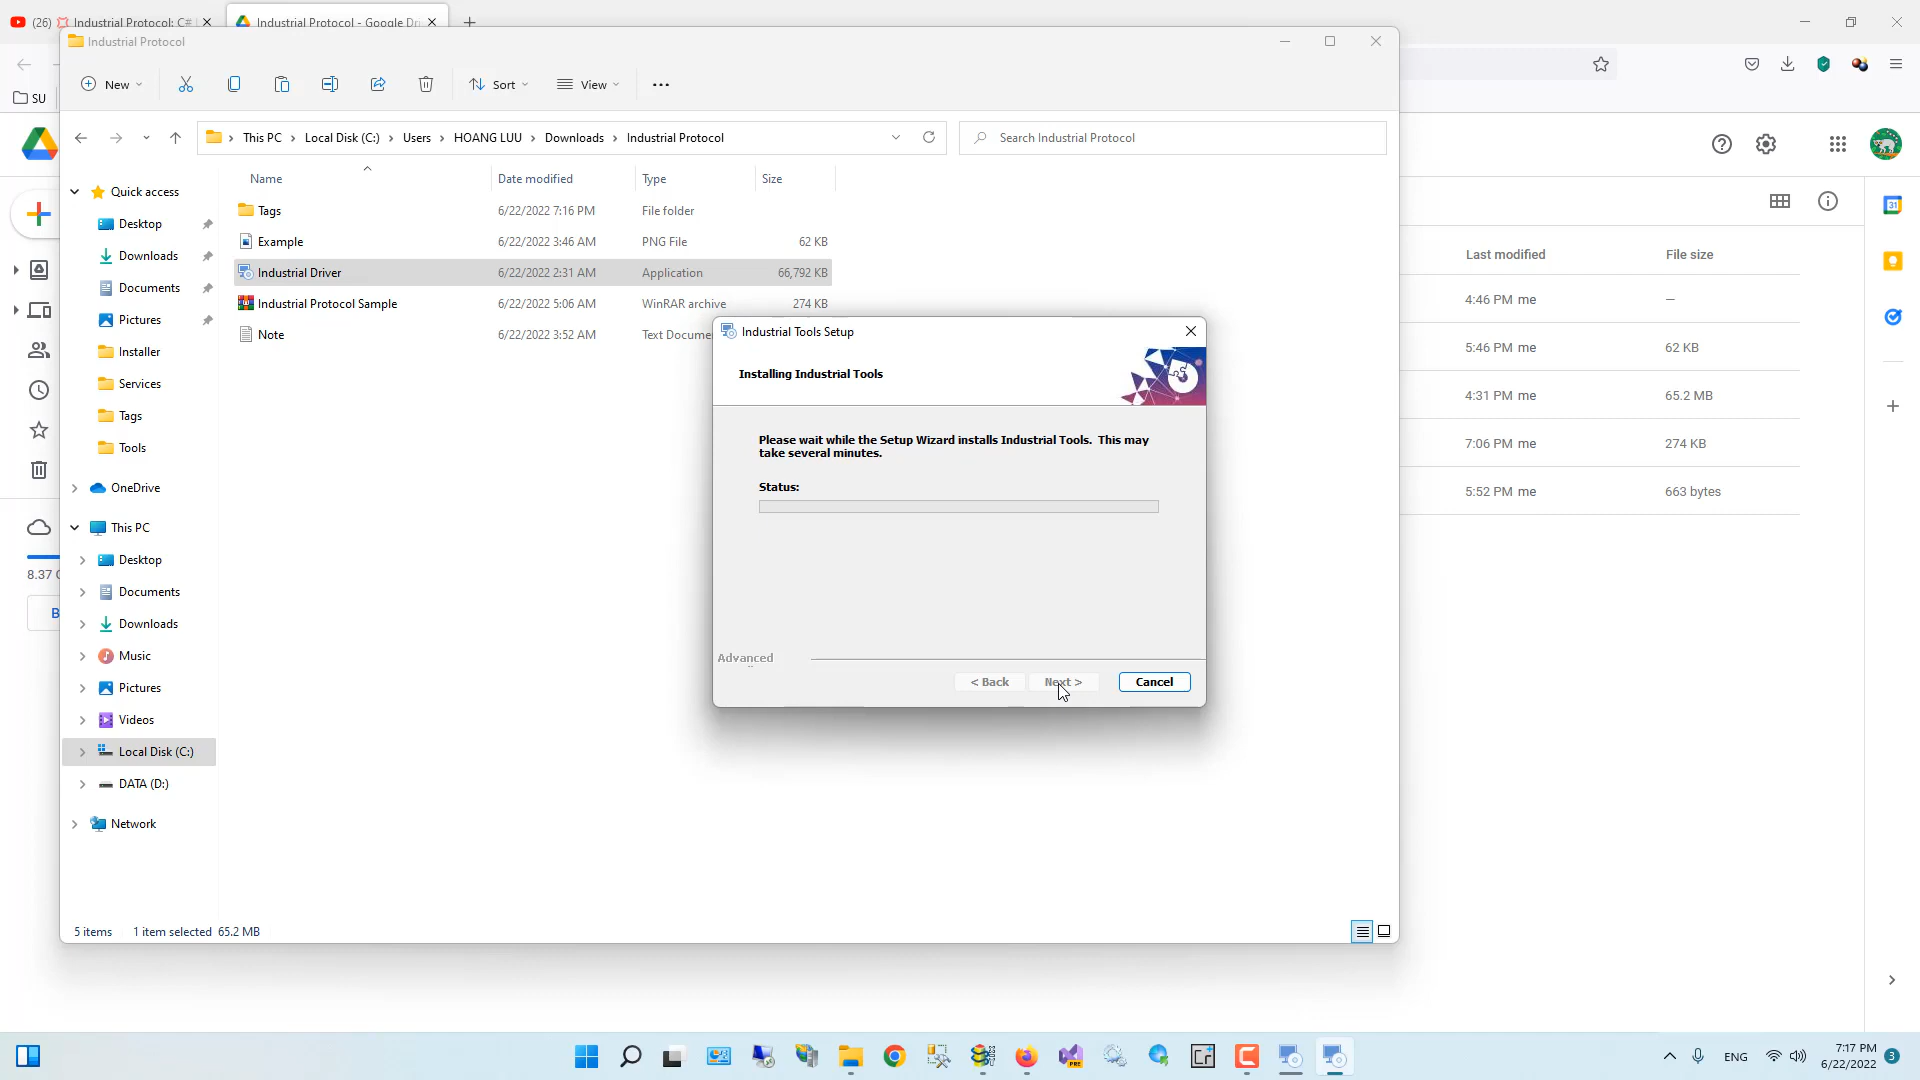 (26)
Industrial Protocol: C#
Industrial Protocol - Google Dri
Industrial Protocol
New
Sort
View
SU
This PC
Local Disk (C:)
Users
HOANG LUU
Downloads
Industrial Protocol
Search Industrial Protocol
Name
Date modified
Type
Size
Tags
6/22/2022 7:16 PM
File folder
Example
6/22/2022 3:46 AM
PNG File
62 KB
Industrial Driver
6/22/2022 2:31 AM
Application
66,792 KB
Industrial Protocol Sample
6/22/2022 5:06 AM
WinRAR archive
274 KB
Note
6/22/2022 3:52 AM
Text Docume
Quick access
Desktop
Downloads
Documents
Pictures
Installer
Services
Tags
Tools
OneDrive
This PC
Desktop
Documents
Downloads
Music
Pictures
Videos
Local Disk (C:)
DATA (D:)
Network
8.37
B
Industrial Tools Setup
Installing Industrial Tools
Please wait while the Setup Wizard installs Industrial Tools. This may
take several minutes.
Status:
Advanced
< Back
Next >
Cancel
31
Last modified
File size
4:46 PM me
—
5:46 PM me
62 KB
4:31 PM me
65.2 MB
7:06 PM me
274 KB
5:52 PM me
663 bytes
5 items
1 item selected
65.2 MB
PRE
Cr
ENG
7:17 PM
6/22/2022
3